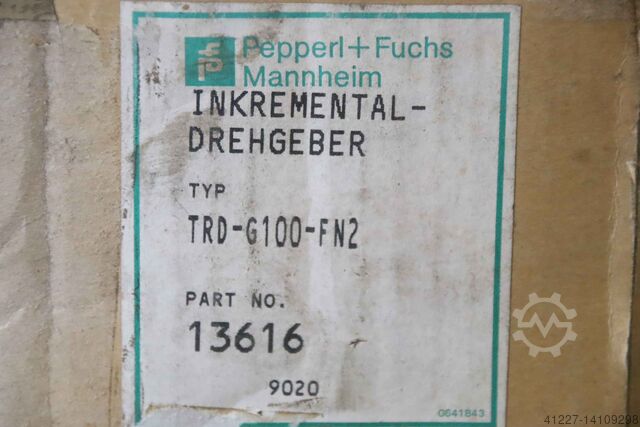 Pepperl+Fuchs
Mannheim
INKREMENTAL-
DREHGEBER
TYP
TRD-G100-FN2
PART NO.
13616
9020
0641843
41227-14109298